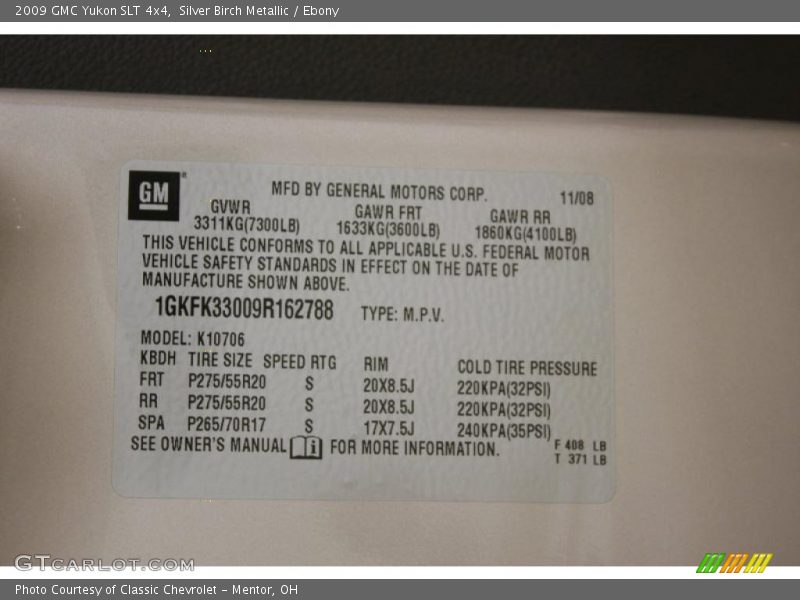 2009 GMC Yukon SLT 4x4, Silver Birch Metallic / Ebony
GM
MFD BY GENERAL MOTORS CORP. 11/08
GVWR GAWR FRT GAWR RR
3311KG(7300LB) 1633KG(3600LB) 1860KG(4100LB)
THIS VEHICLE CONFORMS TO ALL APPLICABLE U.S. FEDERAL MOTOR
VEHICLE SAFETY STANDARDS IN EFFECT ON THE DATE OF
MANUFACTURE SHOWN ABOVE.
1GKFK33009R162788 TYPE: M.P.V.
MODEL: K10706
KBDH TIRE SIZE SPEED RTG RIM COLD TIRE PRESSURE
FRT P275/55R20 S 20X8.5J 220KPA(32PSI)
RR P275/55R20 S 20X8.5J 220KPA(32PSI)
SPA P265/70R17 S 17X7.5J 240KPA(35PSI)
SEE OWNER'S MANUAL i FOR MORE INFORMATION.
F 408 LB
T 371 LB
GTCARLOT.COM
Photo Courtesy of Classic Chevrolet - Mentor, OH